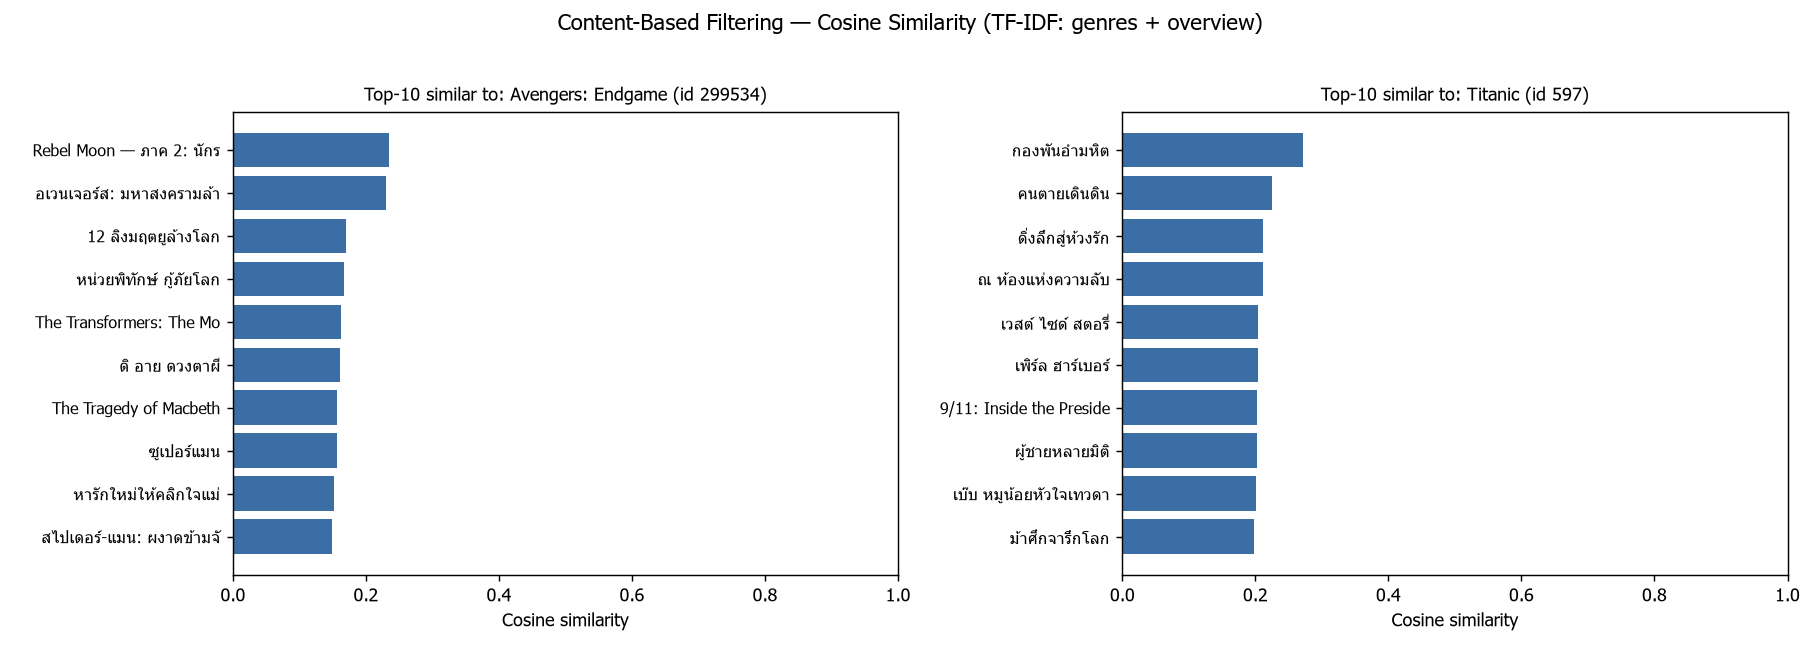 Content-Based Filtering — Cosine Similarity (TF-IDF: genres + overview)
Top-10 similar to: Avengers: Endgame (id 299534)
Rebel Moon — ภาค 2: นักร
อเวนเจอร์ส: มหาสงครามล้า
12 ลิงมฤตยูล้างโลก
หน่วยพิทักษ์ กู้ภัยโลก
The Transformers: The Mo
ดิ อาย ดวงตาผี
The Tragedy of Macbeth
ซูเปอร์แมน
หารักใหม่ให้คลิกใจแม่
สไปเดอร์-แมน: ผงาดข้ามจั
0.0 0.2 0.4 0.6 0.8 1.0
Cosine similarity
Top-10 similar to: Titanic (id 597)
กองพันอำมหิต
คนตายเดินดิน
ดิ่งลึกสู่ห้วงรัก
ณ ห้องแห่งความลับ
เวสต์ ไซด์ สตอรี่
เพิร์ล ฮาร์เบอร์
9/11: Inside the Preside
ผู้ชายหลายมิติ
เบ๊บ หมูน้อยหัวใจเทวดา
ม้าศึกจารึกโลก
0.0 0.2 0.4 0.6 0.8 1.0
Cosine similarity